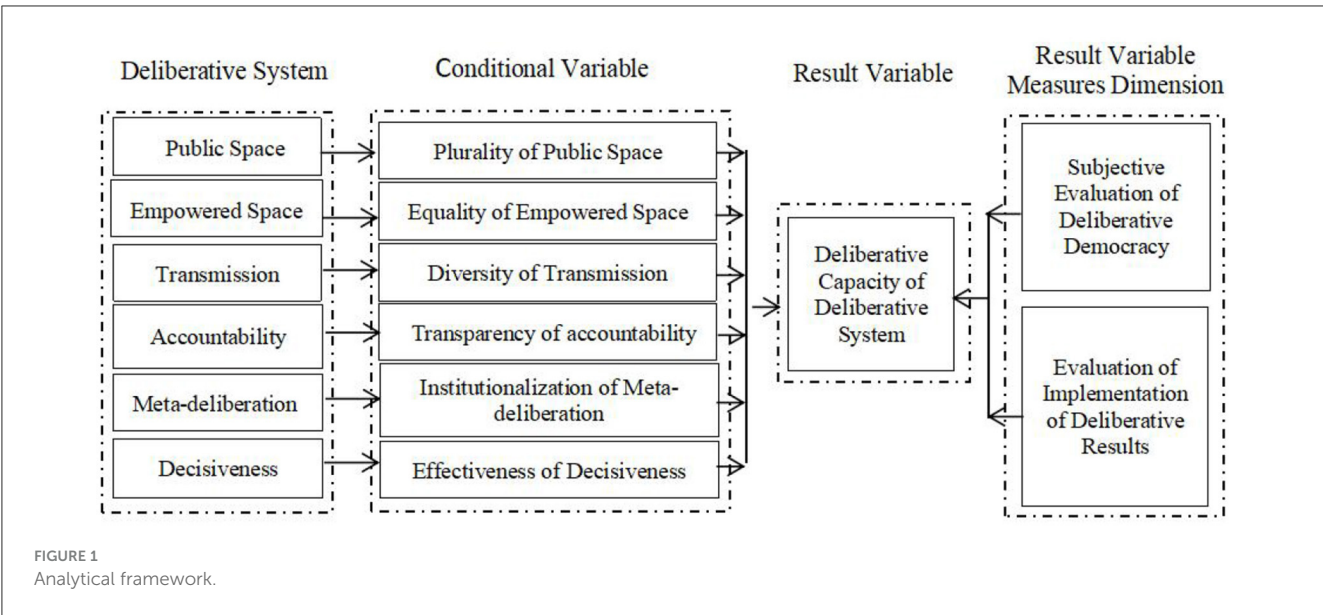 Deliberative System
Conditional Variable
Result Variable
Result Variable
Measures Dimension
Public Space
Empowered Space
Transmission
Accountability
Meta-deliberation
Decisiveness
Plurality of Public Space
Equality of Empowered Space
Diversity of Transmission
Transparency of accountability
Institutionalization of Meta-
deliberation
Effectiveness of Decisiveness
Deliberative
Capacity of
Deliberative
System
Subjective
Evaluation of
Deliberative
Democracy
Evaluation of
Implementation
of Deliberative
Results
FIGURE 1
Analytical framework.